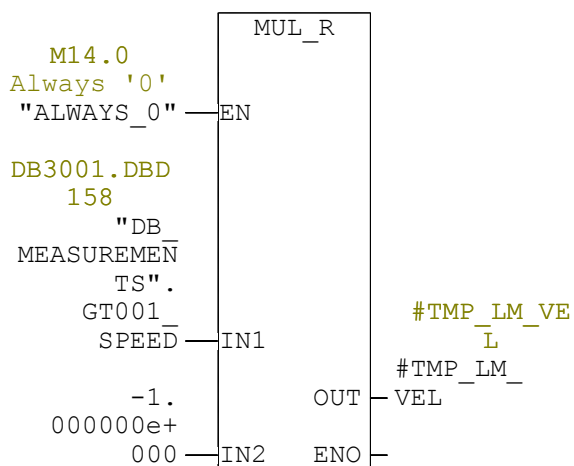 MUL_R
M14.0
Always '0'
"ALWAYS_0"
EN
DB3001.DBD
158
"DB_
MEASUREMEN
TS".
GT001_
SPEED
IN1
#TMP_LM_VE
L
#TMP_LM_
OUT
VEL
-1.
000000e+
000
IN2
ENO